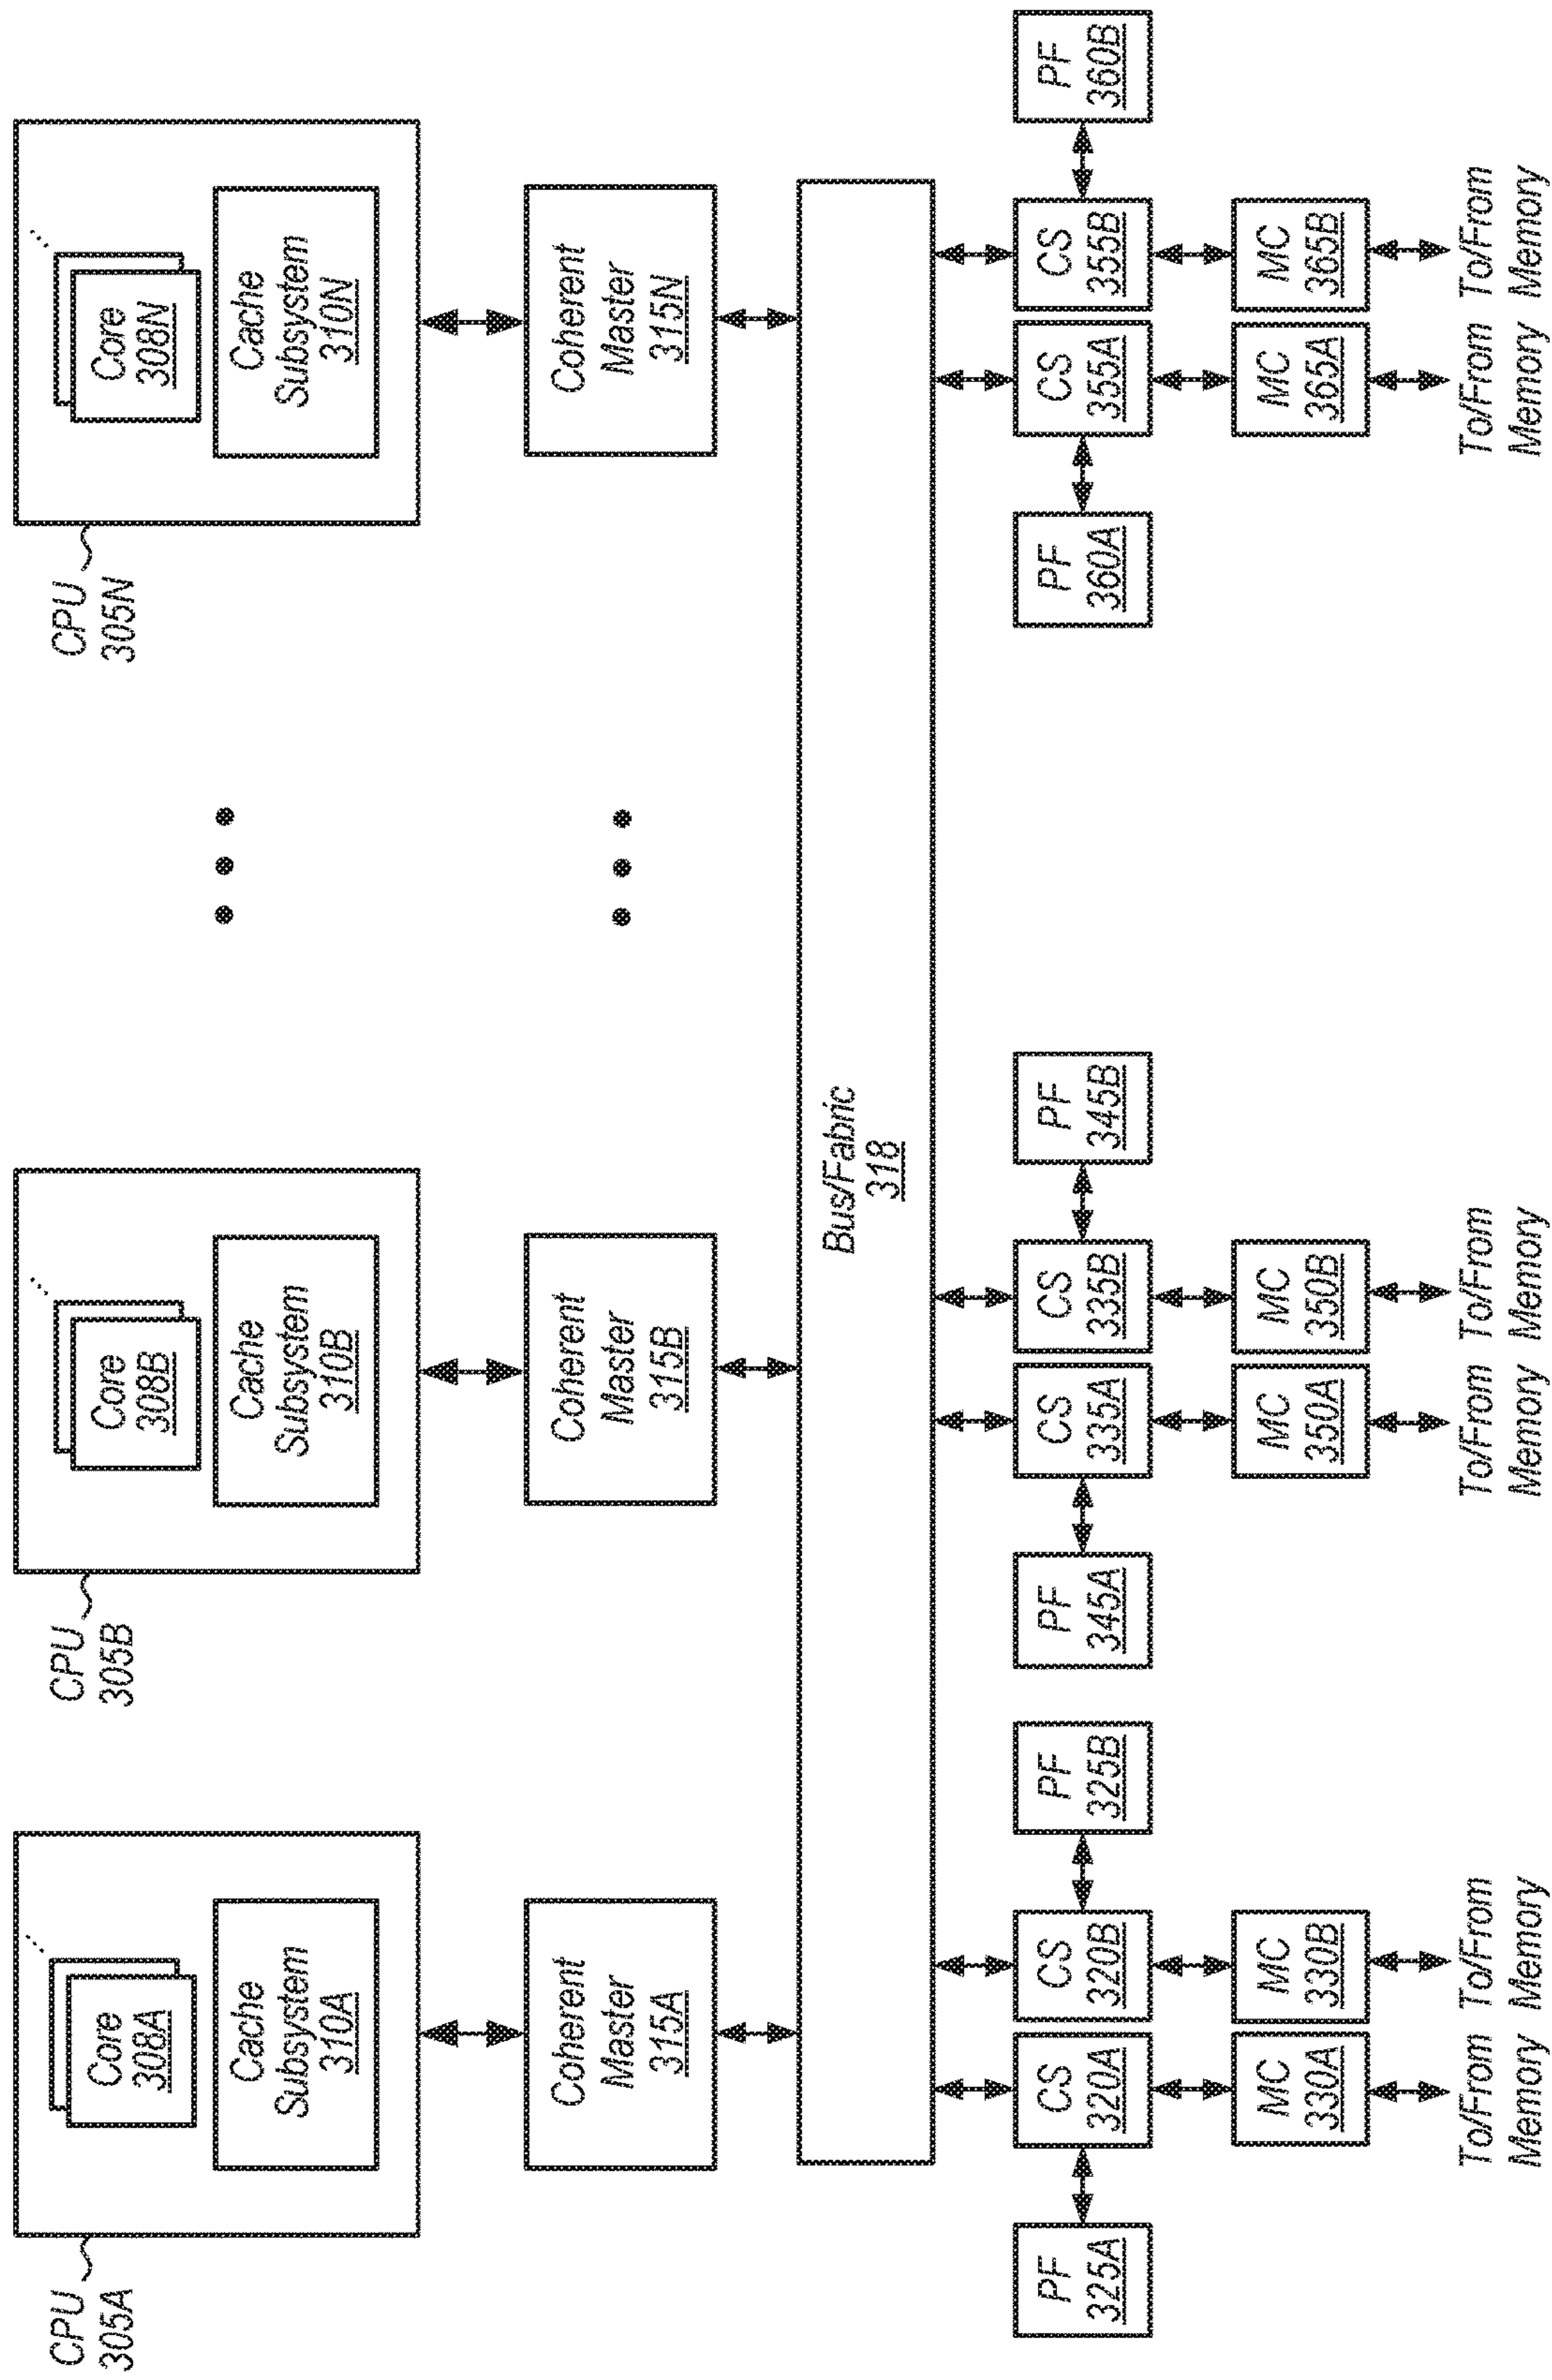 CPU
305A
Core
308A
Cache
Subsystem
310A
CPU
305B
Core
308B
Cache
Subsystem
310B
CPU
305N
Core
308N
Cache
Subsystem
310N
Coherent
Master
315A
Coherent
Master
315B
Coherent
Master
315N
Bus/Fabric
318
PF
325A
CS
320A
CS
320B
PF
325B
PF
345A
CS
335A
CS
335B
PF
345B
PF
360A
CS
355A
CS
355B
PF
360B
MC
330A
MC
330B
MC
350A
MC
350B
MC
365A
MC
365B
To/From
Memory
To/From
Memory
To/From
Memory
To/From
Memory
To/From
Memory
To/From
Memory